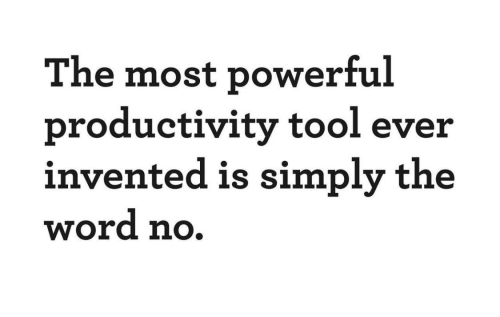 The most powerful
productivity tool ever
invented is simply the
word no.